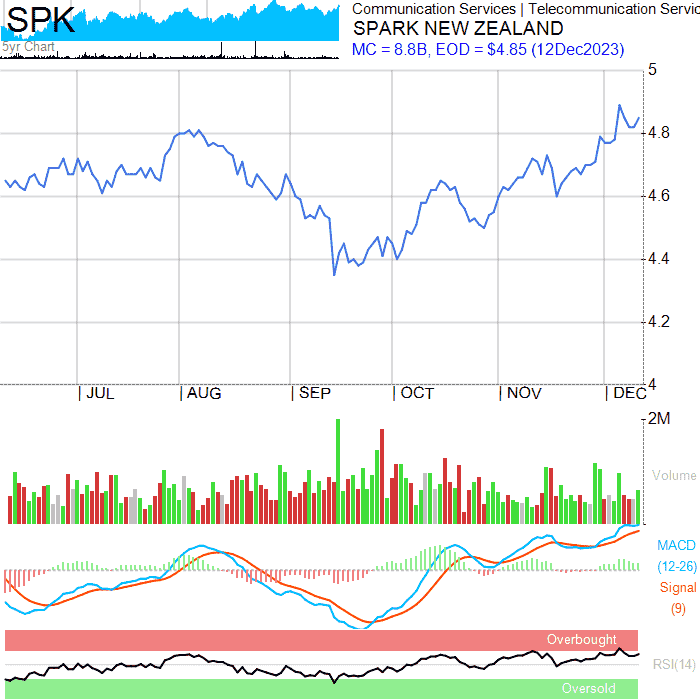 SPK
5yr Chart
Communication Services | Telecommunication Servic
SPARK NEW ZEALAND
MC = 8.8B, EOD = $4.85 (12Dec2023)
5
4.8
4.6
4.4
4.2
4
| JUL | AUG | SEP | OCT | NOV | DEC
2M
Volume
MACD
(12-26)
Signal
(9)
Overbought
RSI(14)
Oversold